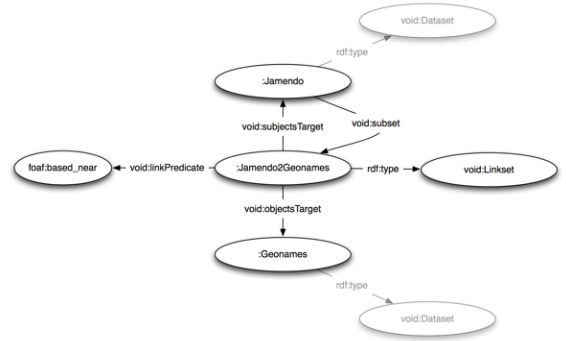 void:Dataset
rdf:type
:Jamendo
void:subjectsTarget
void:subset
foaf:based_near
void:linkPredicate
:Jamendo2Geonames
rdf:type
void:Linkset
void:objectsTarget
:Geonames
rdf:type
void:Dataset